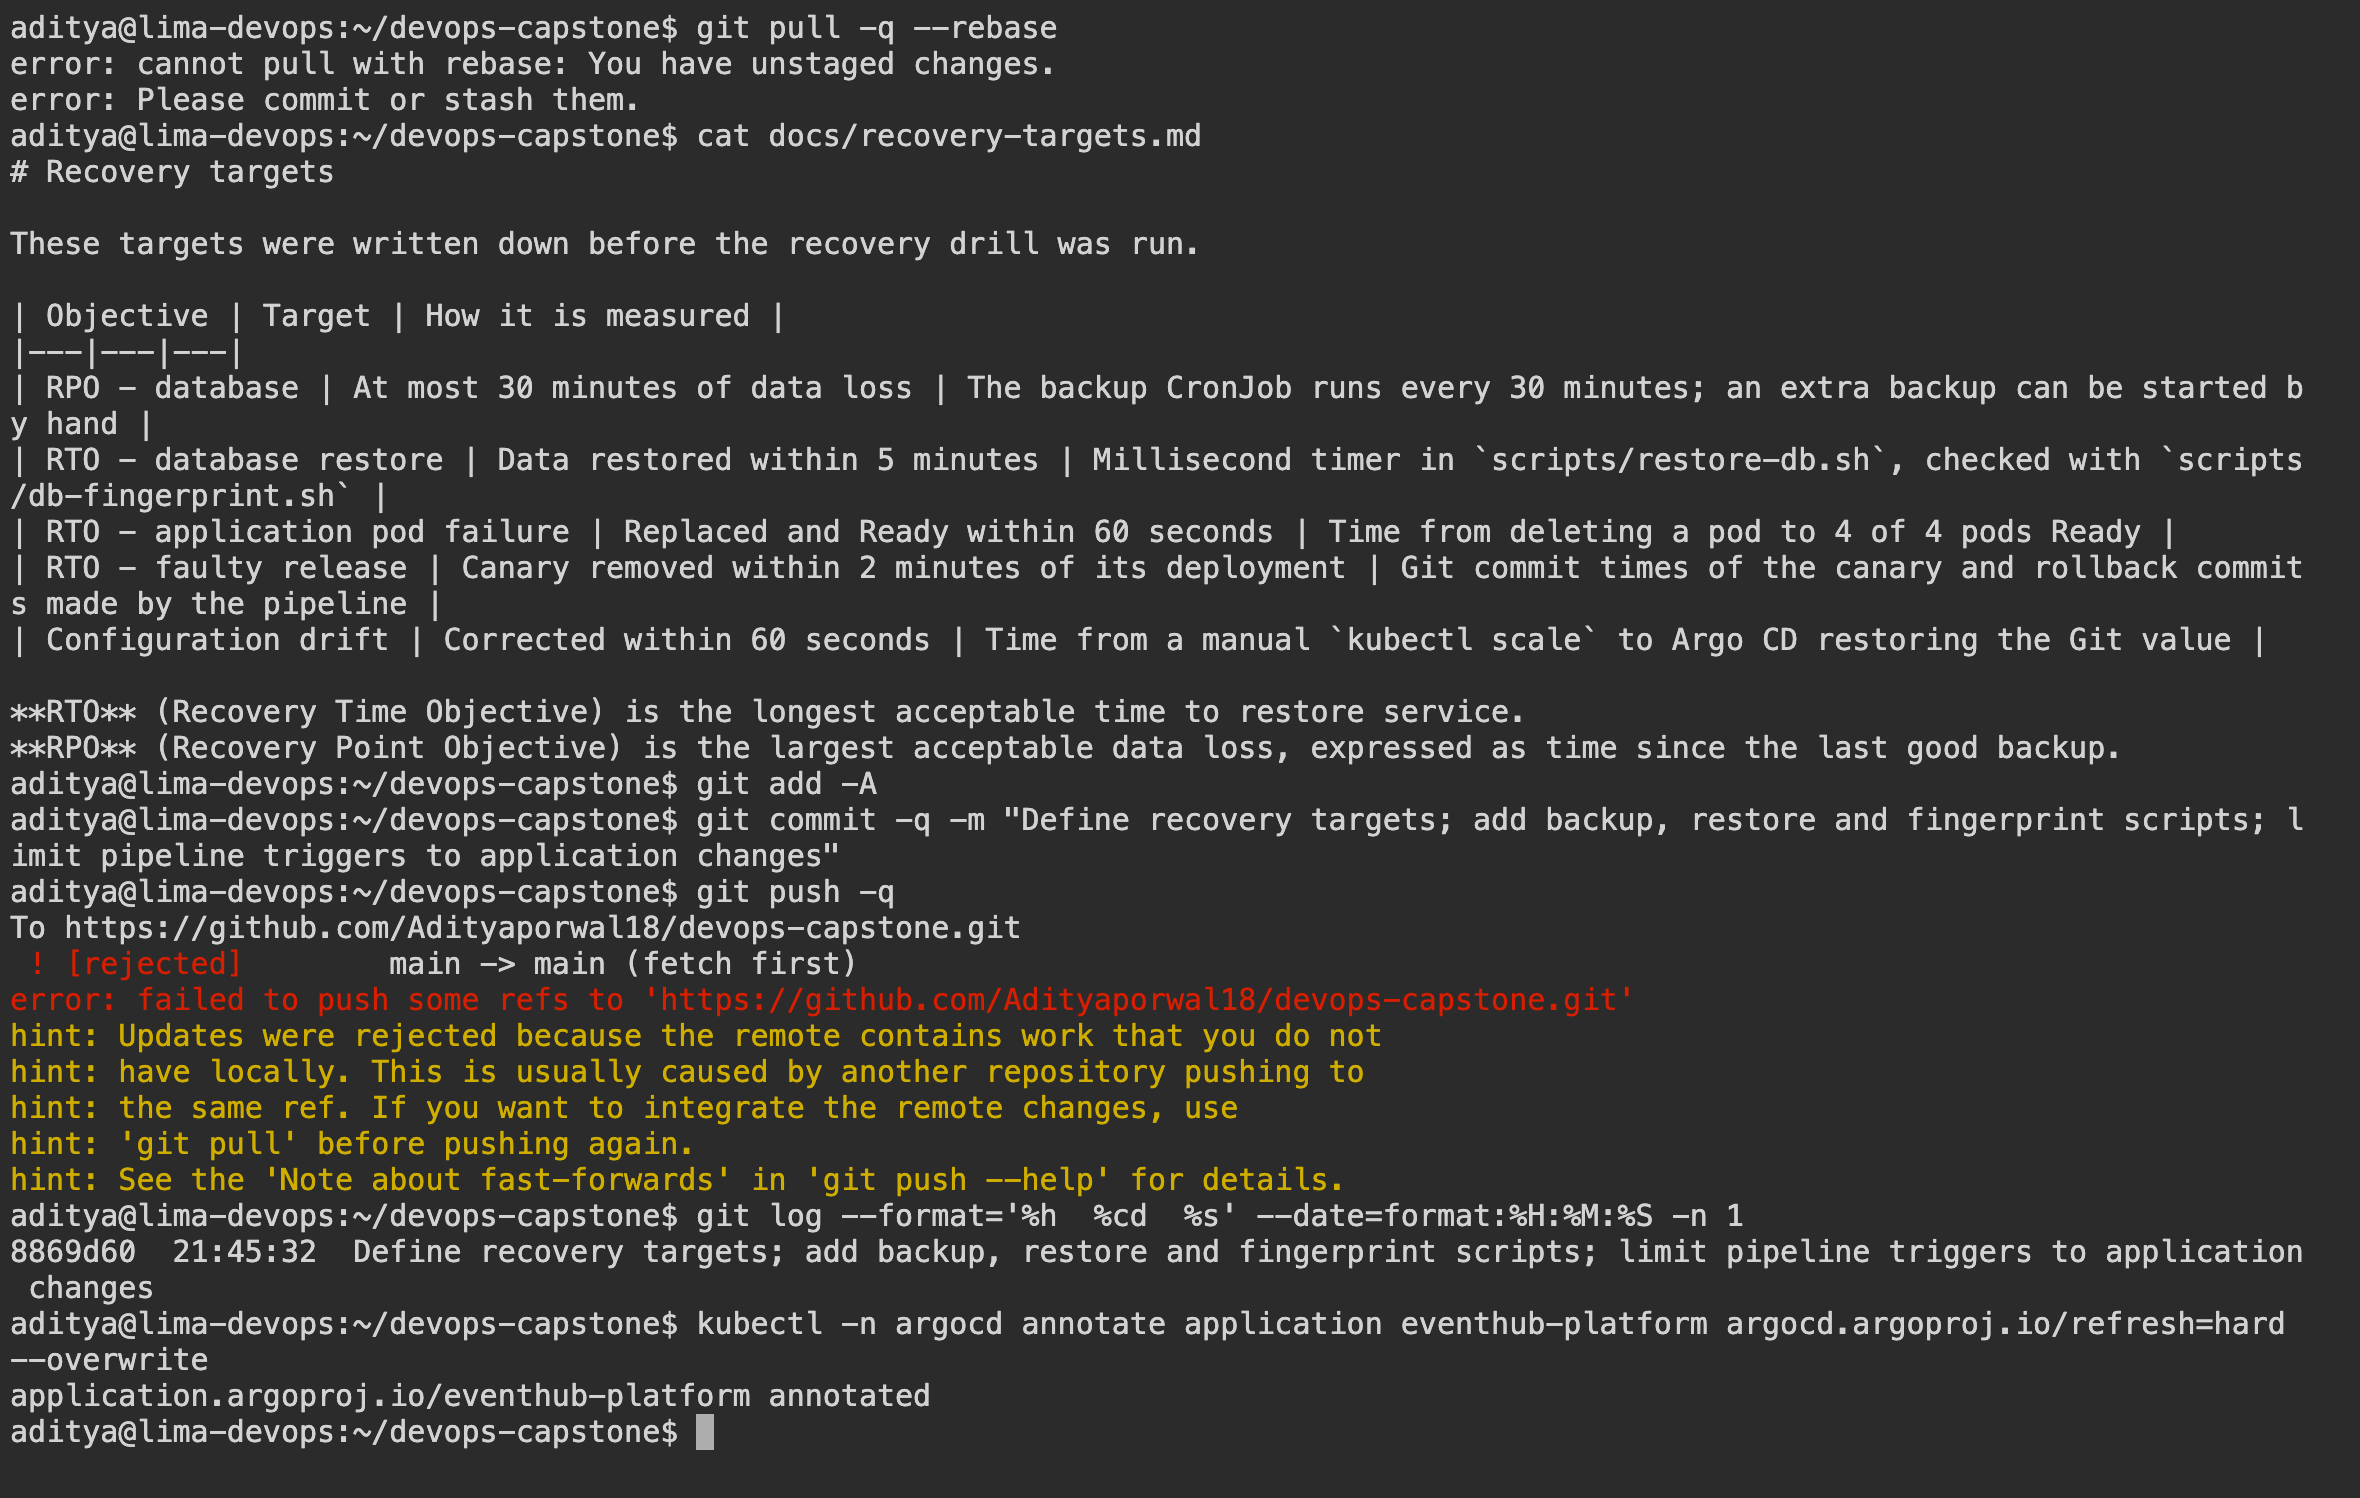 aditya@lima-devops:~/devops-capstone$ git pull -q --rebase
error: cannot pull with rebase: You have unstaged changes.
error: Please commit or stash them.
aditya@lima-devops:~/devops-capstone$ cat docs/recovery-targets.md
# Recovery targets

These targets were written down before the recovery drill was run.

| Objective | Target | How it is measured |
|---|---|---|
| RPO - database | At most 30 minutes of data loss | The backup CronJob runs every 30 minutes; an extra backup can be started b
y hand |
| RTO - database restore | Data restored within 5 minutes | Millisecond timer in `scripts/restore-db.sh`, checked with `scripts
/db-fingerprint.sh` |
| RTO - application pod failure | Replaced and Ready within 60 seconds | Time from deleting a pod to 4 of 4 pods Ready |
| RTO - faulty release | Canary removed within 2 minutes of its deployment | Git commit times of the canary and rollback commit
s made by the pipeline |
| Configuration drift | Corrected within 60 seconds | Time from a manual `kubectl scale` to Argo CD restoring the Git value |

**RTO** (Recovery Time Objective) is the longest acceptable time to restore service.
**RPO** (Recovery Point Objective) is the largest acceptable data loss, expressed as time since the last good backup.
aditya@lima-devops:~/devops-capstone$ git add -A
aditya@lima-devops:~/devops-capstone$ git commit -q -m "Define recovery targets; add backup, restore and fingerprint scripts; l
imit pipeline triggers to application changes"
aditya@lima-devops:~/devops-capstone$ git push -q
To https://github.com/Adityaporwal18/devops-capstone.git
 ! [rejected]        main -> main (fetch first)
error: failed to push some refs to 'https://github.com/Adityaporwal18/devops-capstone.git'
hint: Updates were rejected because the remote contains work that you do not
hint: have locally. This is usually caused by another repository pushing to
hint: the same ref. If you want to integrate the remote changes, use
hint: 'git pull' before pushing again.
hint: See the 'Note about fast-forwards' in 'git push --help' for details.
aditya@lima-devops:~/devops-capstone$ git log --format='%h  %cd  %s' --date=format:%H:%M:%S -n 1
8869d60  21:45:32  Define recovery targets; add backup, restore and fingerprint scripts; limit pipeline triggers to application
 changes
aditya@lima-devops:~/devops-capstone$ kubectl -n argocd annotate application eventhub-platform argocd.argoproj.io/refresh=hard
--overwrite
application.argoproj.io/eventhub-platform annotated
aditya@lima-devops:~/devops-capstone$